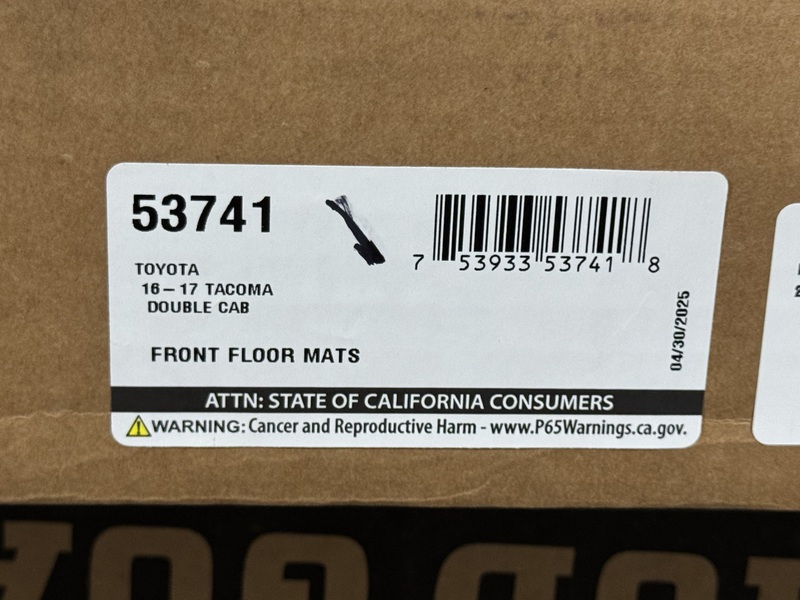 53741
7 53933 53741 8
TOYOTA
16-17 TACOMA
DOUBLE CAB
FRONT FLOOR MATS
04/30/2025
ATTN: STATE OF CALIFORNIA CONSUMERS
WARNING: Cancer and Reproductive Harm - www.P65Warnings.ca.gov.